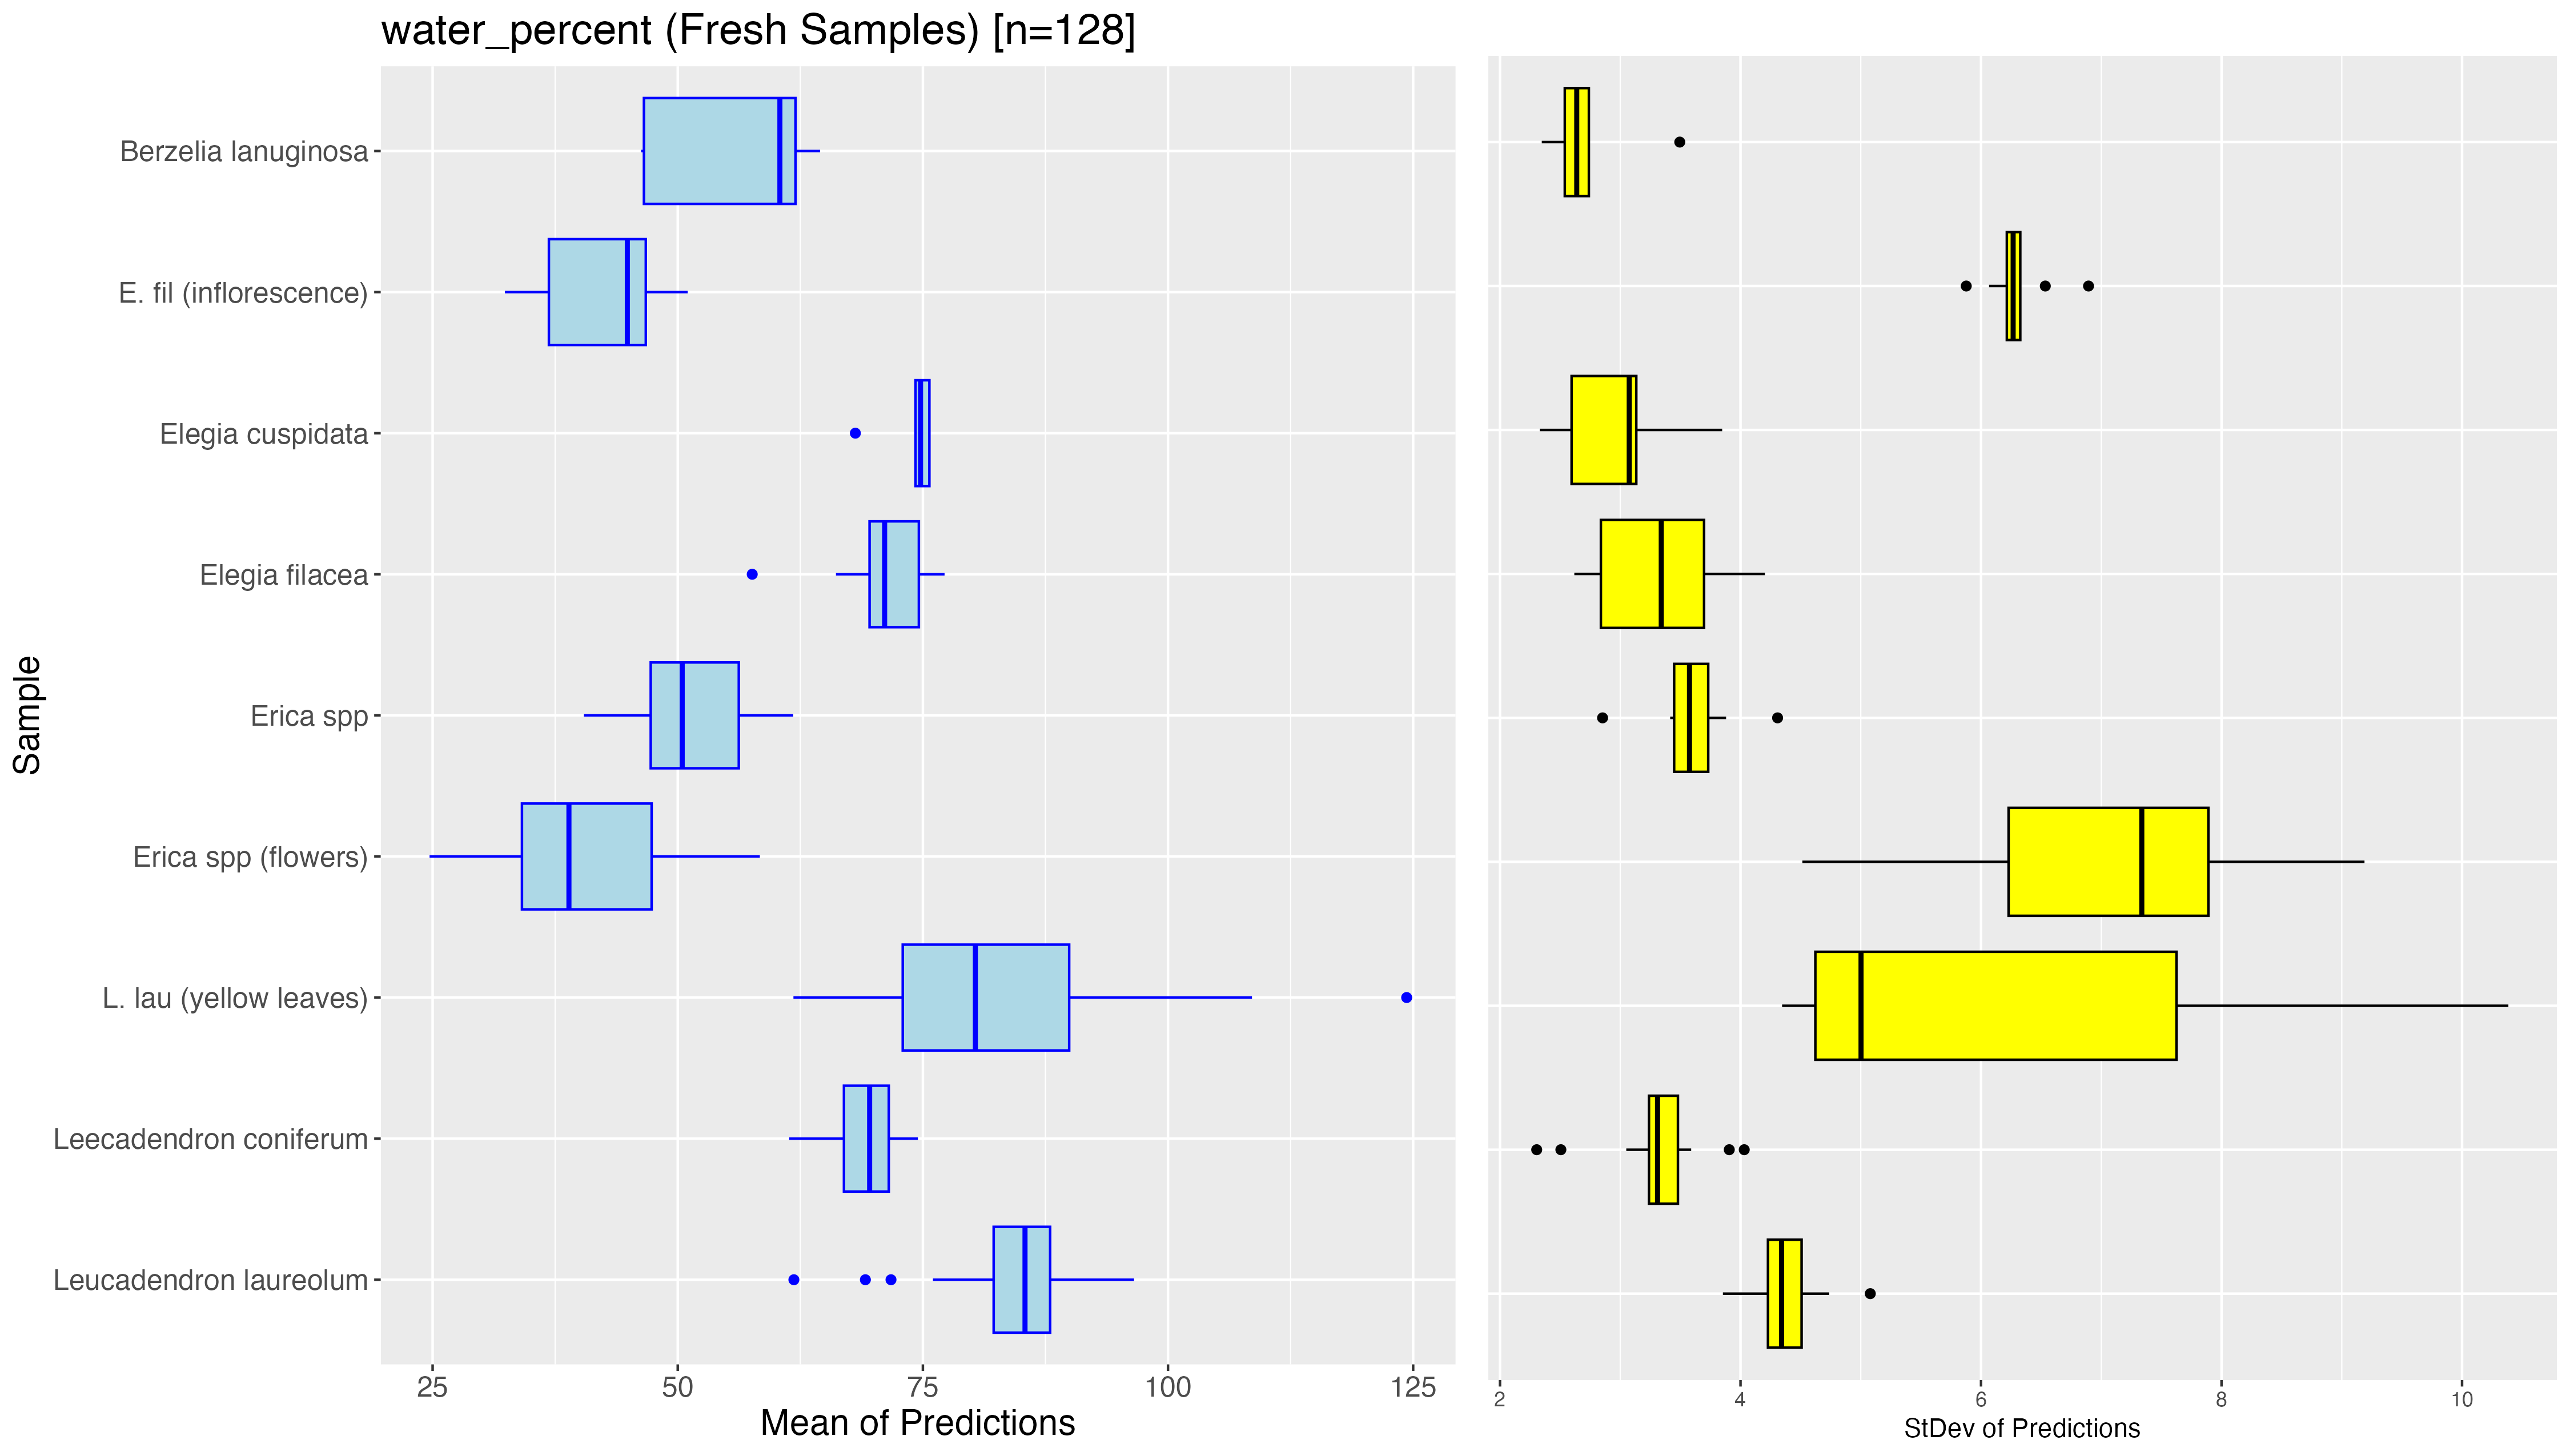 water_percent (Fresh Samples) [n=128]
Sample
Berzelia lanuginosa
E. fil (inflorescence)
Elegia cuspidata
Elegia filacea
Erica spp
Erica spp (flowers)
L. lau (yellow leaves)
Leecadendron coniferum
Leucadendron laureolum
25 50 75 100 125
Mean of Predictions
2 4 6 8 10
StDev of Predictions